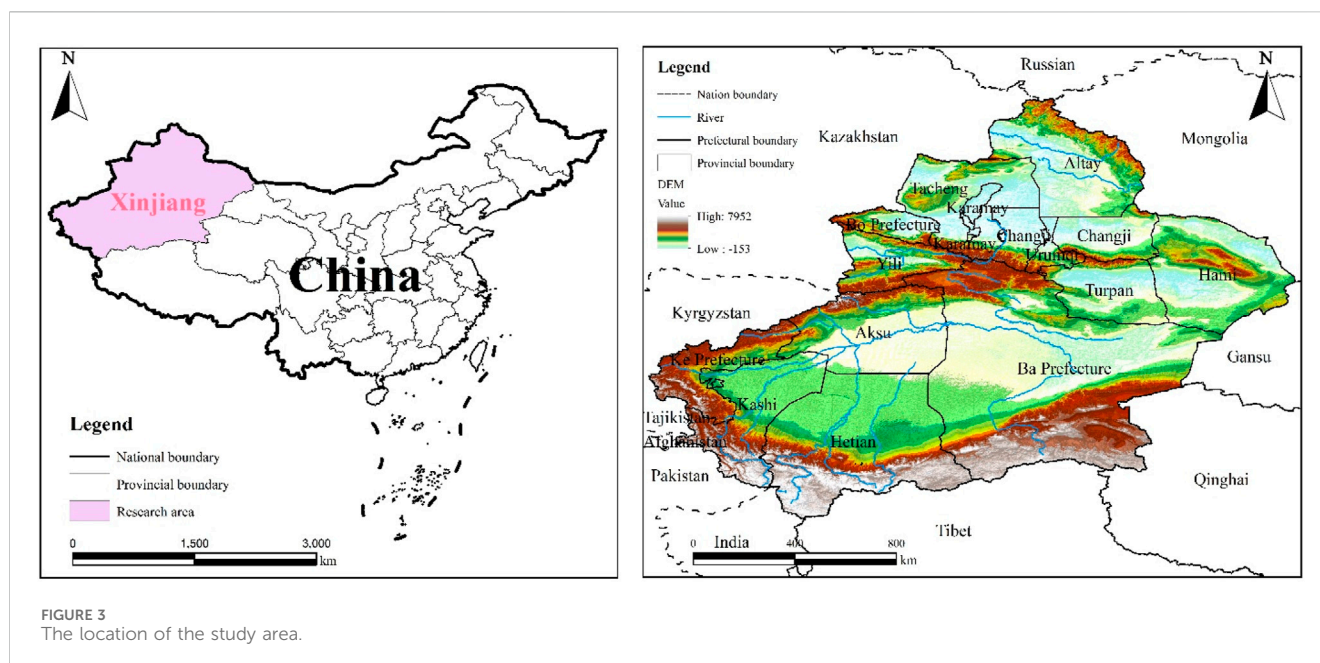 N
Xinjiang
China
Legend
National boundary
Provincial boundary
Research area
0 1,500 3,000
km
Legend
Nation boundary
River
Prefectural boundary
Provincial boundary
DEM
Value
High: 7952
Low : -153
N
Russian
Kazakhstan
Mongolia
Altay
Tacheng
Karamay
Bo Prefecture
Karamay
Changji
Changji
Urumqi
Yili
Turpan
Hami
Kyrgyzstan
Aksu
Ke Prefecture
Ba Prefecture
Gansu
Kashi
Tajikistan
Afghanistan
Hetian
Pakistan
Qinghai
Tibet
India
0 400 800
km
FIGURE 3
The location of the study area.